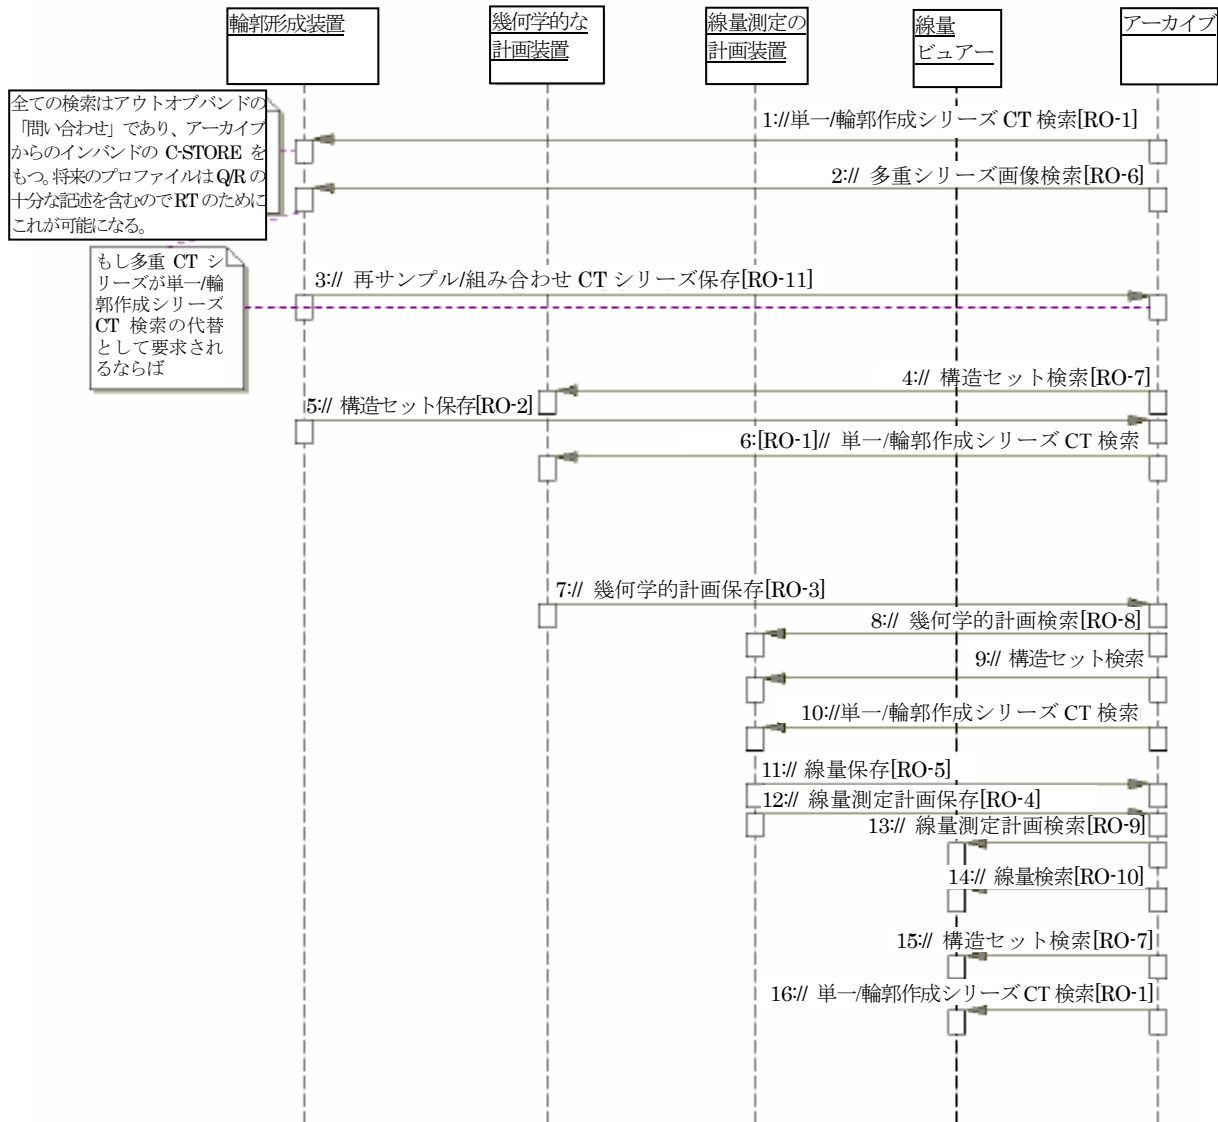 輪郭形成装置
幾何学的な
計画装置
線量測定の
計画装置
線量
ビュアー
アーカイブ
全ての検索はアウトオブバンドの
「問い合わせ」であり、アーカイブ
からのインバンドの C-STORE を
もつ。将来のプロファイルは Q/R の
十分な記述を含むので RT のために
これが可能になる。
1://単一/輪郭作成シリーズ CT 検索[RO-1]
2:// 多重シリーズ画像検索[RO-6]
もし多重 CT シ
リーズが単一/輪
郭作成シリーズ
CT 検索の代替
として要求され
るならば
3:// 再サンプル/組み合わせ CT シリーズ保存[RO-11]
4:// 構造セット検索[RO-7]
5:// 構造セット保存[RO-2]
6:[RO-1]// 単一/輪郭作成シリーズ CT 検索
7:// 幾何学的計画保存[RO-3]
8:// 幾何学的計画検索[RO-8]
9:// 構造セット検索
10://単一/輪郭作成シリーズ CT 検索
11:// 線量保存[RO-5]
12:// 線量測定計画保存[RO-4]
13:// 線量測定計画検索[RO-9]
14:// 線量検索[RO-10]
15:// 構造セット検索[RO-7]
16:// 単一/輪郭作成シリーズ CT 検索[RO-1]